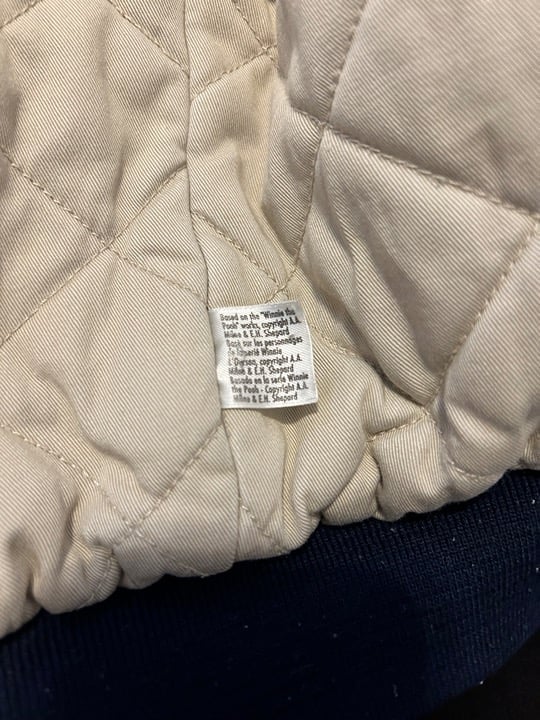 Based on the "Winnie the
Pooh" works, copyright A.A.
Milne & E.H. Shepard
Basé sur les personnages
de la série Winnie
L'Ourson, copyright A.A.
Milne & E.H. Shepard
Basado en la serie Winnie
the Pooh - Copyright A.A.
Milne & E.H. Shepard